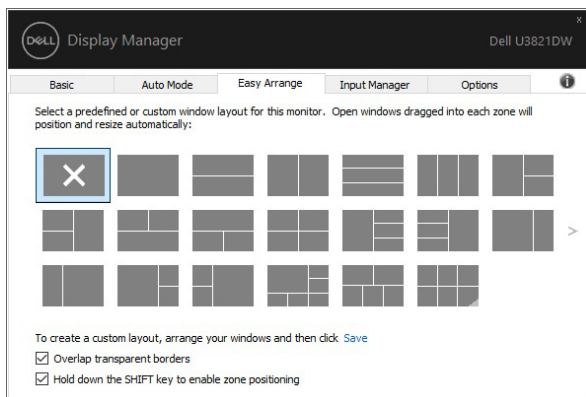 x
DELL Display Manager Dell U3821DW
Basic Auto Mode Easy Arrange Input Manager Options i
Select a predefined or custom window layout for this monitor. Open windows dragged into each zone will
position and resize automatically:
>
To create a custom layout, arrange your windows and then click Save
Overlap transparent borders
Hold down the SHIFT key to enable zone positioning